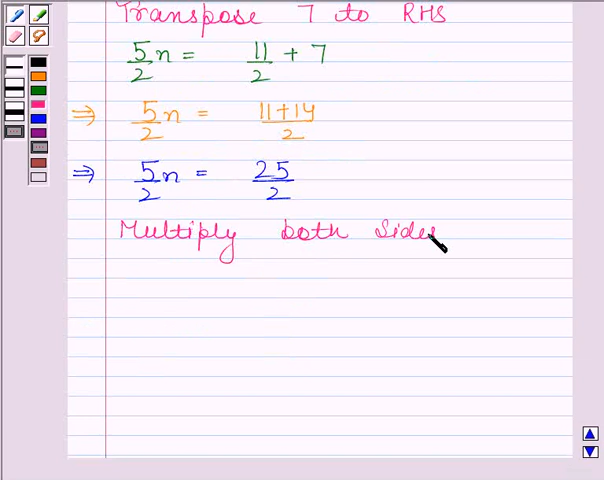 Transpose 7 to RHS
5/2 n = 11/2 + 7
⇒ 5/2 n = 11+14/2
⇒ 5/2 n = 25/2
Multiply both sides